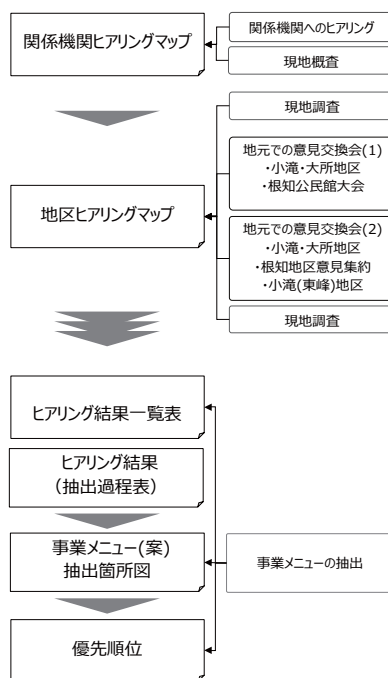 関係機関ヒアリングマップ
関係機関へのヒアリング
現地概査
地区ヒアリングマップ
現地調査
地元での意見交換会(1)
・小滝・大所地区
・根知公民館大会
地元での意見交換会(2)
・小滝・大所地区
・根知地区意見集約
・小滝(東峰)地区
現地調査
ヒアリング結果一覧表
ヒアリング結果
（抽出過程表）
事業メニュー(案)
抽出箇所図
事業メニューの抽出
優先順位